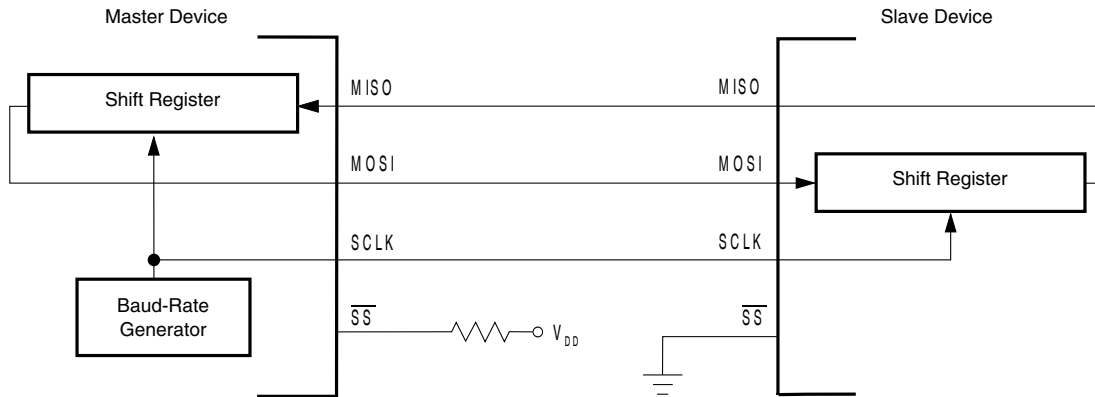 Master Device
Slave Device
Shift Register
MISO
MISO
MOSI
MOSI
Shift Register
SCLK
SCLK
Baud-Rate
Generator
SS
VDD
SS